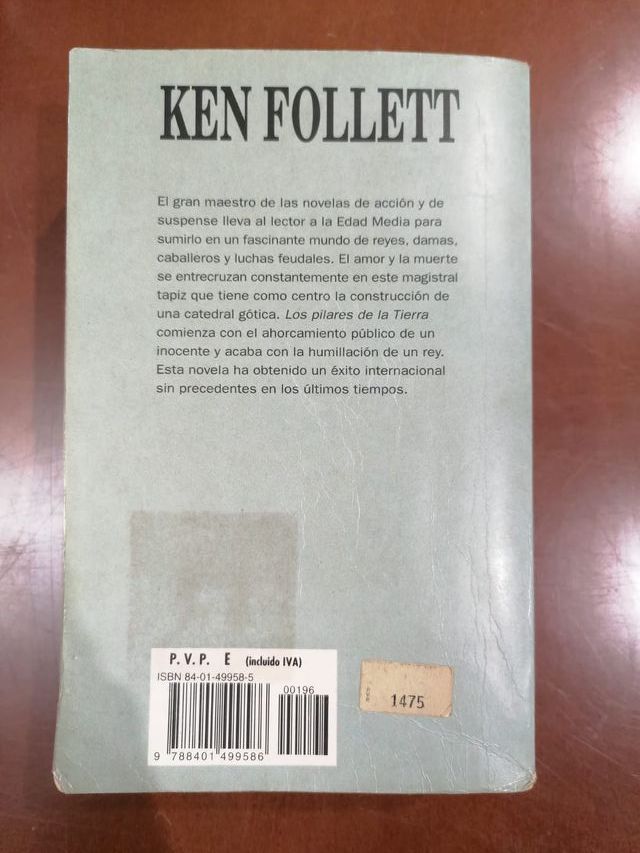 KEN FOLLETT
El gran maestro de las novelas de acción y de
suspense lleva al lector a la Edad Media para
sumirlo en un fascinante mundo de reyes, damas,
caballeros y luchas feudales. El amor y la muerte
se entrecruzan constantemente en este magistral
tapiz que tiene como centro la construcción de
una catedral gótica. Los pilares de la Tierra
comienza con el ahorcamiento público de un
inocente y acaba con la humillación de un rey.
Esta novela ha obtenido un éxito internacional
sin precedentes en los últimos tiempos.
P. V. P. E (incluido IVA)
ISBN 84-01-49958-5
00196
9 788401 499586
1475